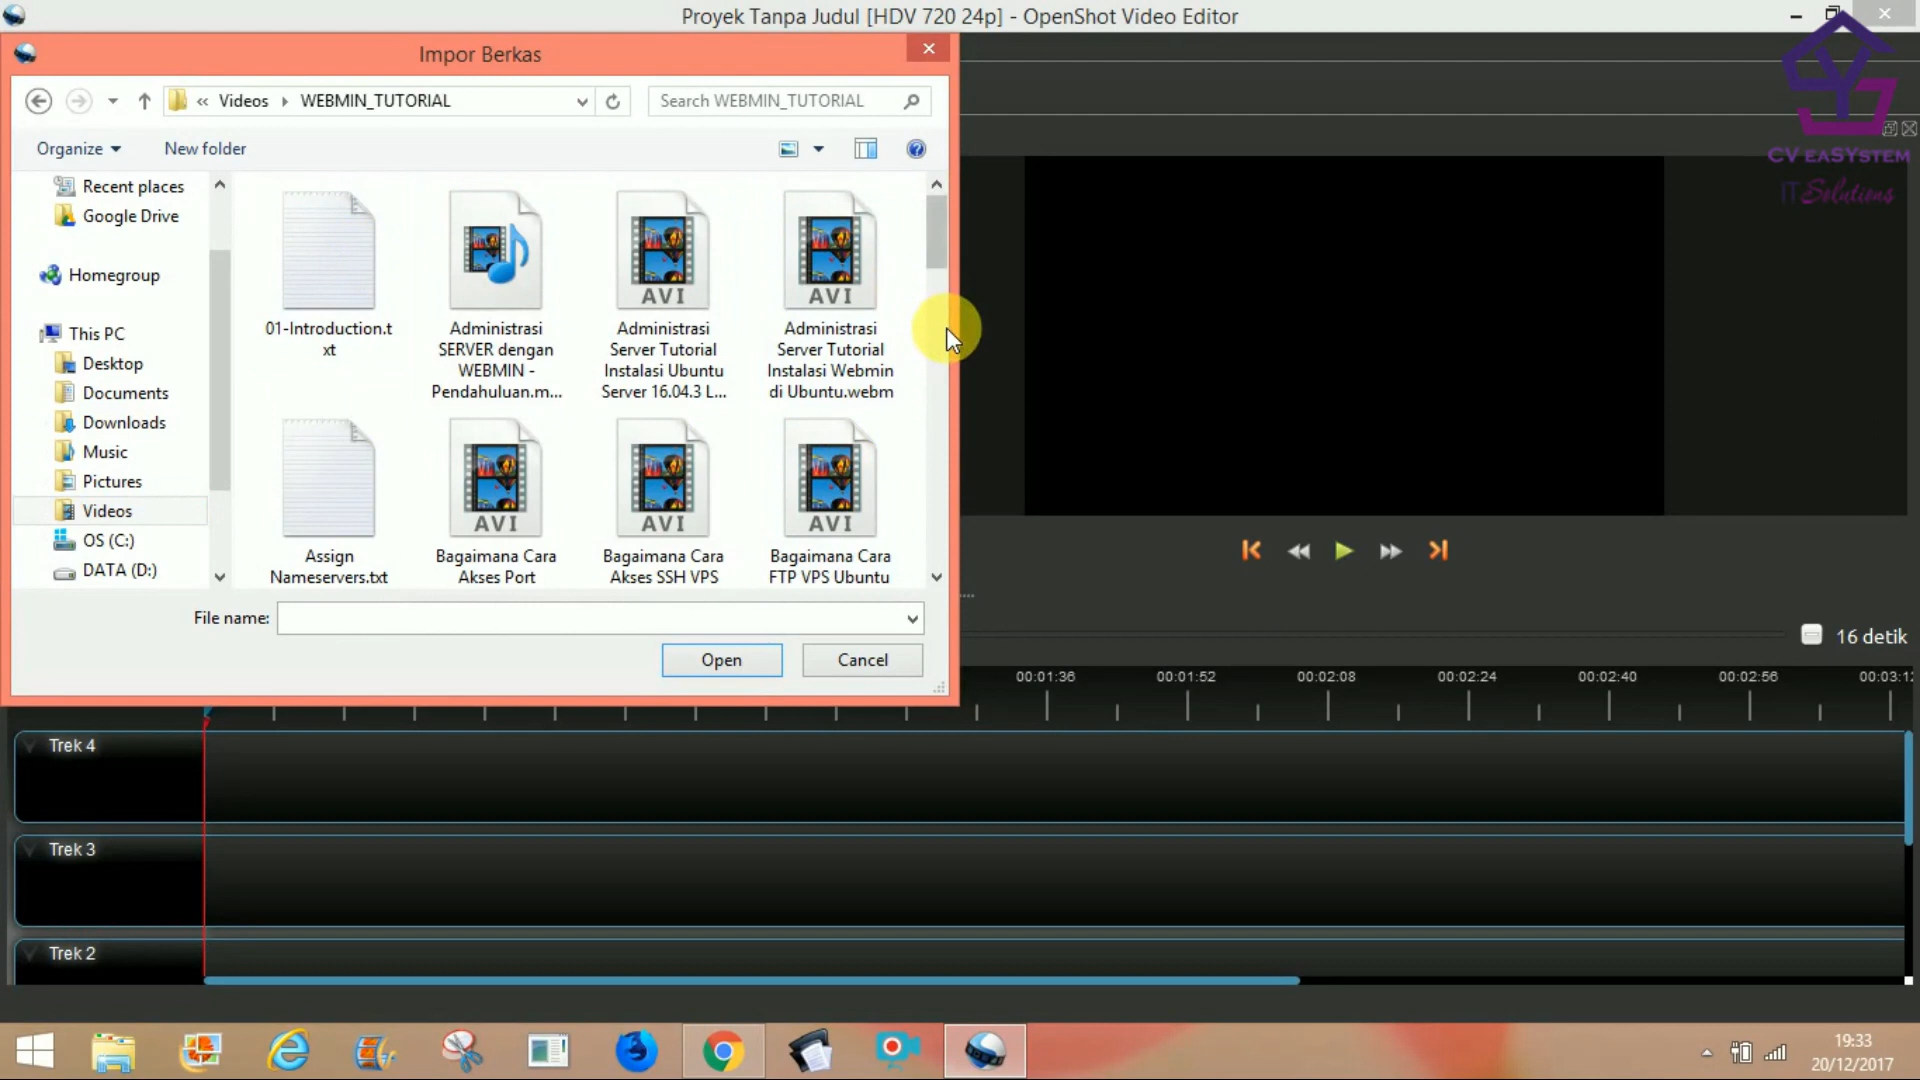 Proyek Tanpa Judul [HDV 720 24p] - OpenShot Video Editor
Impor Berkas
« Videos WEBMIN_TUTORIAL
Search WEBMIN_TUTORIAL
Organize
New folder
Recent places
Google Drive
Homegroup
This PC
Desktop
Documents
Downloads
Music
Pictures
Videos
OS (C:)
DATA (D:)
01-Introduction.t
xt
Administrasi
SERVER dengan
WEBMIN -
Pendahuluan.m...
AVI
Administrasi
Server Tutorial
Instalasi Ubuntu
Server 16.04.3 L...
AVI
Administrasi
Server Tutorial
Instalasi Webmin
di Ubuntu.webm
Assign
Nameservers.txt
AVI
Bagaimana Cara
Akses Port
AVI
Bagaimana Cara
Akses SSH VPS
AVI
Bagaimana Cara
FTP VPS Ubuntu
File name:
Open
Cancel
CV eaSYstem
IT Solutions
16 detik
00:01:36
00:01:52
00:02:08
00:02:24
00:02:40
00:02:56
00:03:12
Trek 4
Trek 3
Trek 2
19:33
20/12/2017